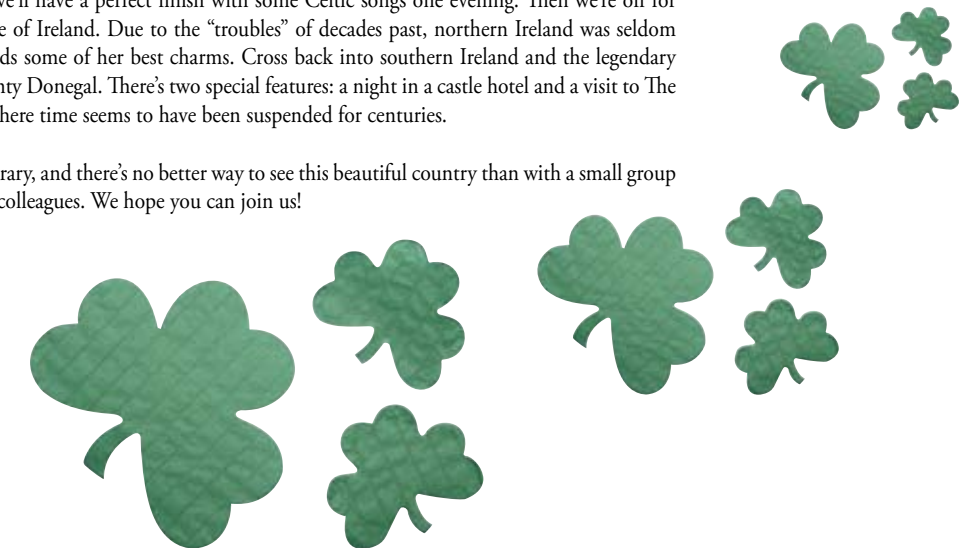 we'll have a perfect finish with some Celtic songs one evening. Then we're off for
e of Ireland. Due to the “troubles” of decades past, northern Ireland was seldom
ds some of her best charms. Cross back into southern Ireland and the legendary
nty Donegal. There’s two special features: a night in a castle hotel and a visit to The
here time seems to have been suspended for centuries.
rary, and there’s no better way to see this beautiful country than with a small group
colleagues. We hope you can join us!